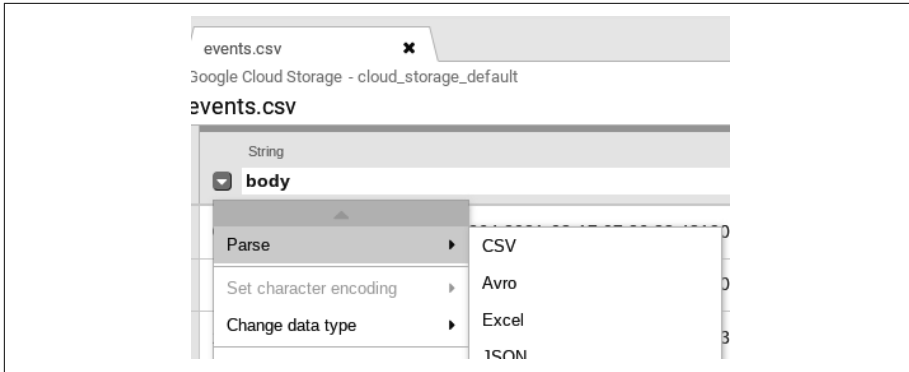 events.csv ✖
Google Cloud Storage - cloud_storage_default
events.csv
String
body
Parse
CSV
Set character encoding
Avro
Change data type
Excel
JSON